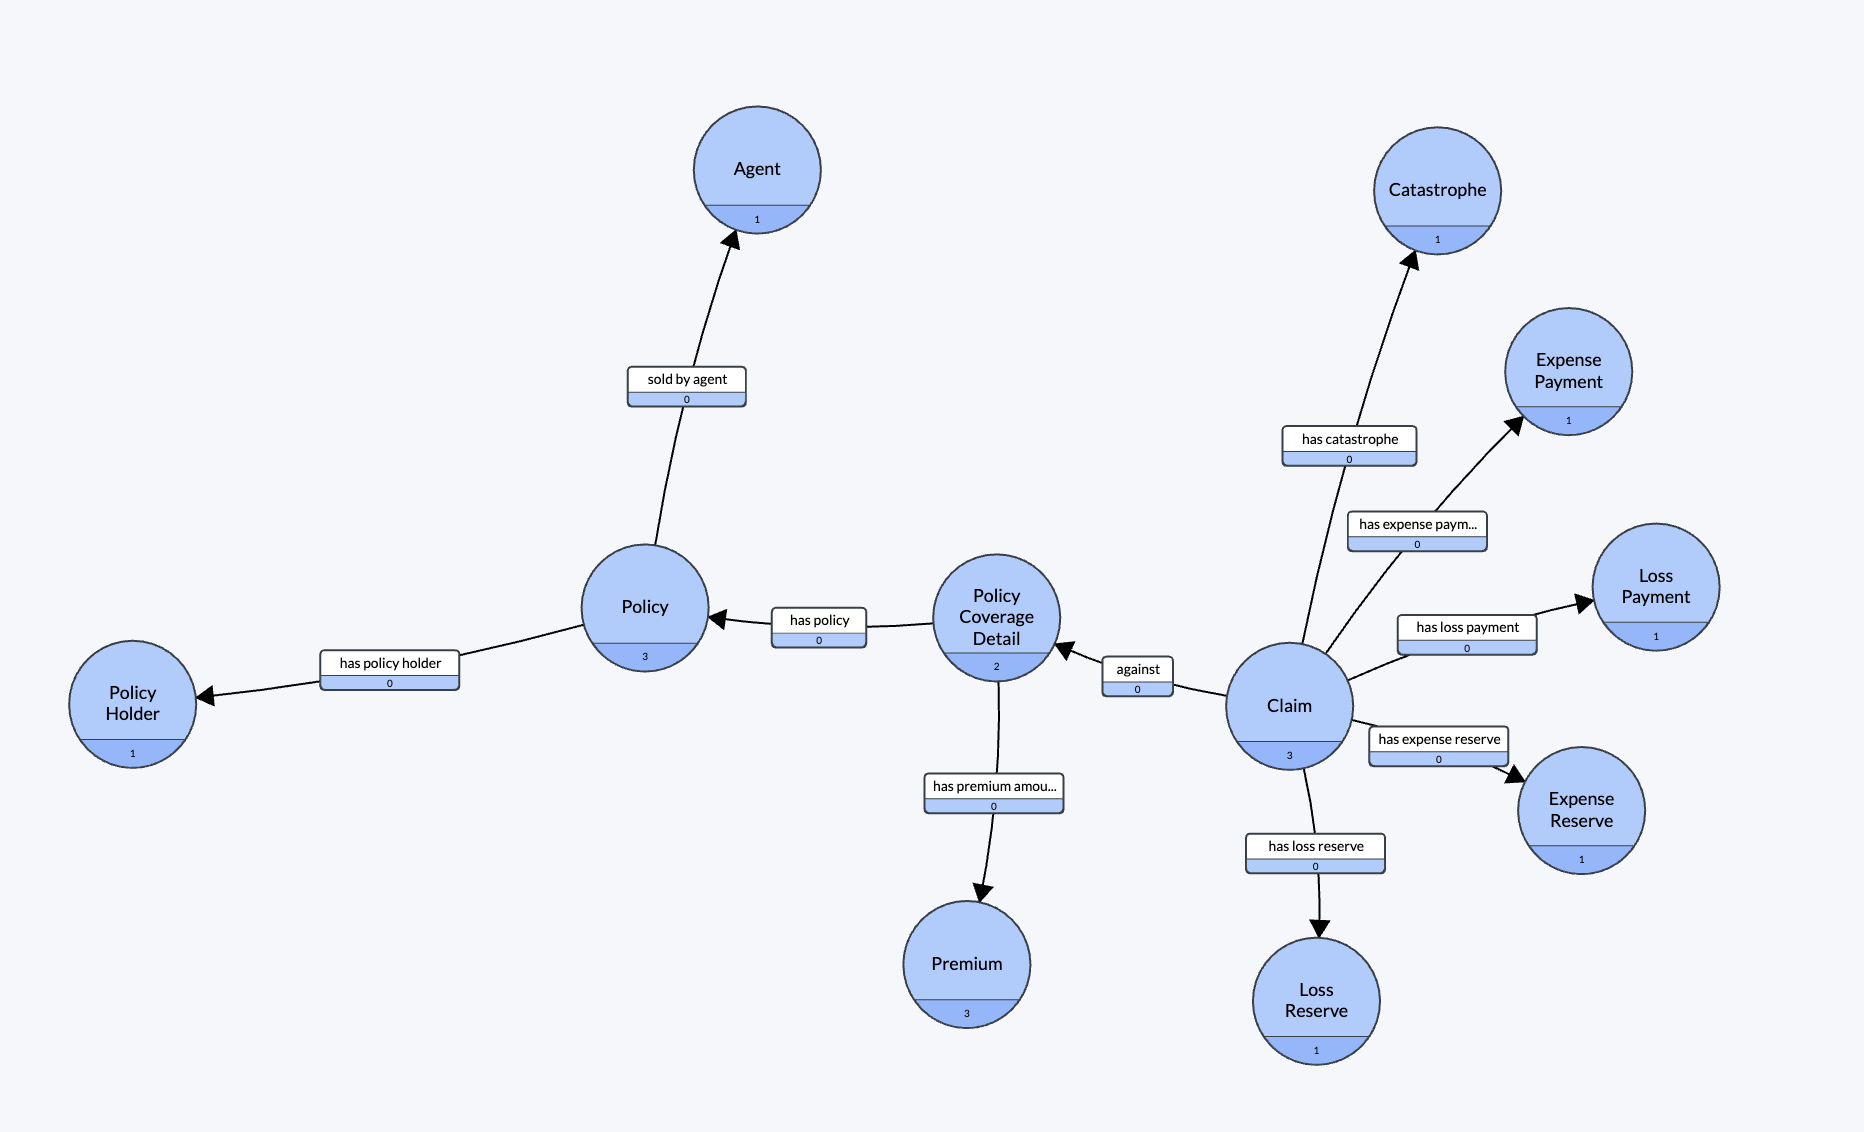 Agent
1
Catastrophe
1
Expense
Payment
1
sold by agent
0
has catastrophe
0
has expense paym...
0
Loss
Payment
1
Policy
3
Policy
Coverage
Detail
2
has policy
0
has loss payment
0
has policy holder
0
against
0
Policy
Holder
1
Claim
3
has expense reserve
0
has premium amou...
0
Expense
Reserve
1
has loss reserve
0
Premium
3
Loss
Reserve
1